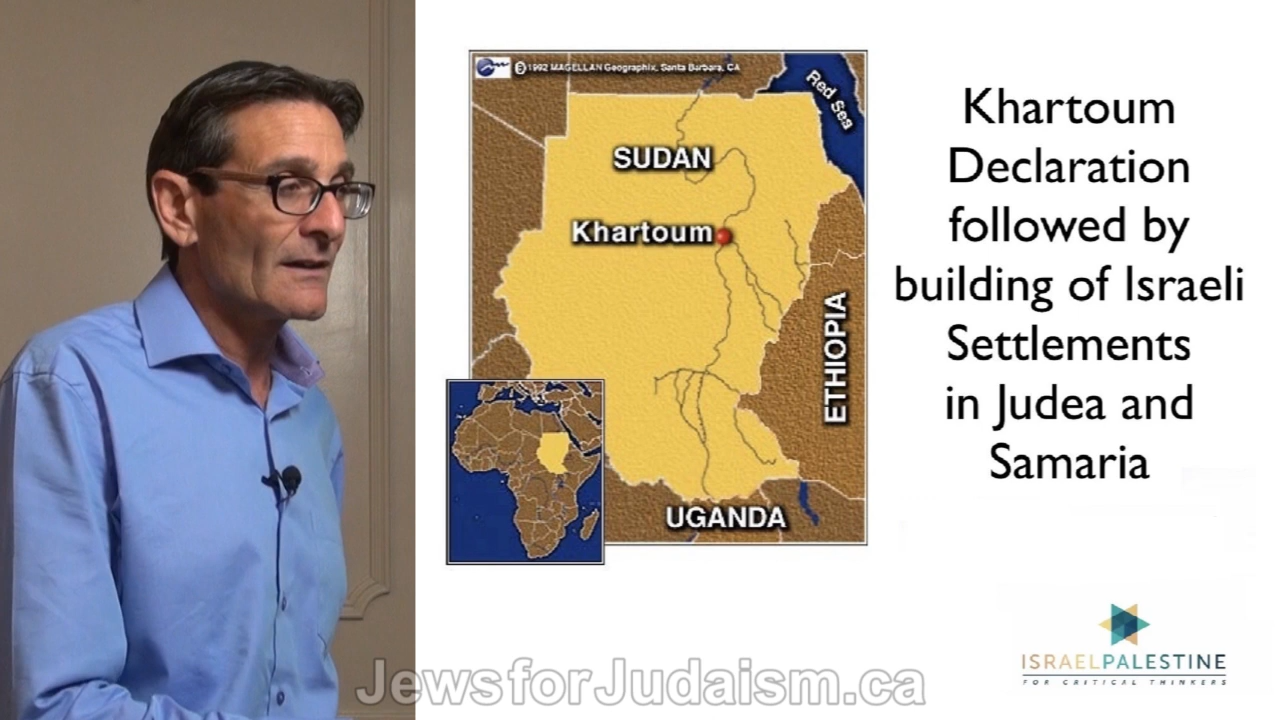 © 1992 MAGELLAN Geographix, Santa Barbara, CA
Red Sea
SUDAN
Khartoum
ETHIOPIA
UGANDA
Khartoum
Declaration
followed by
building of Israeli
Settlements
in Judea and
Samaria
ISRAELPALESTINE
FOR CRITICAL THINKERS
JewsforJudaism.ca